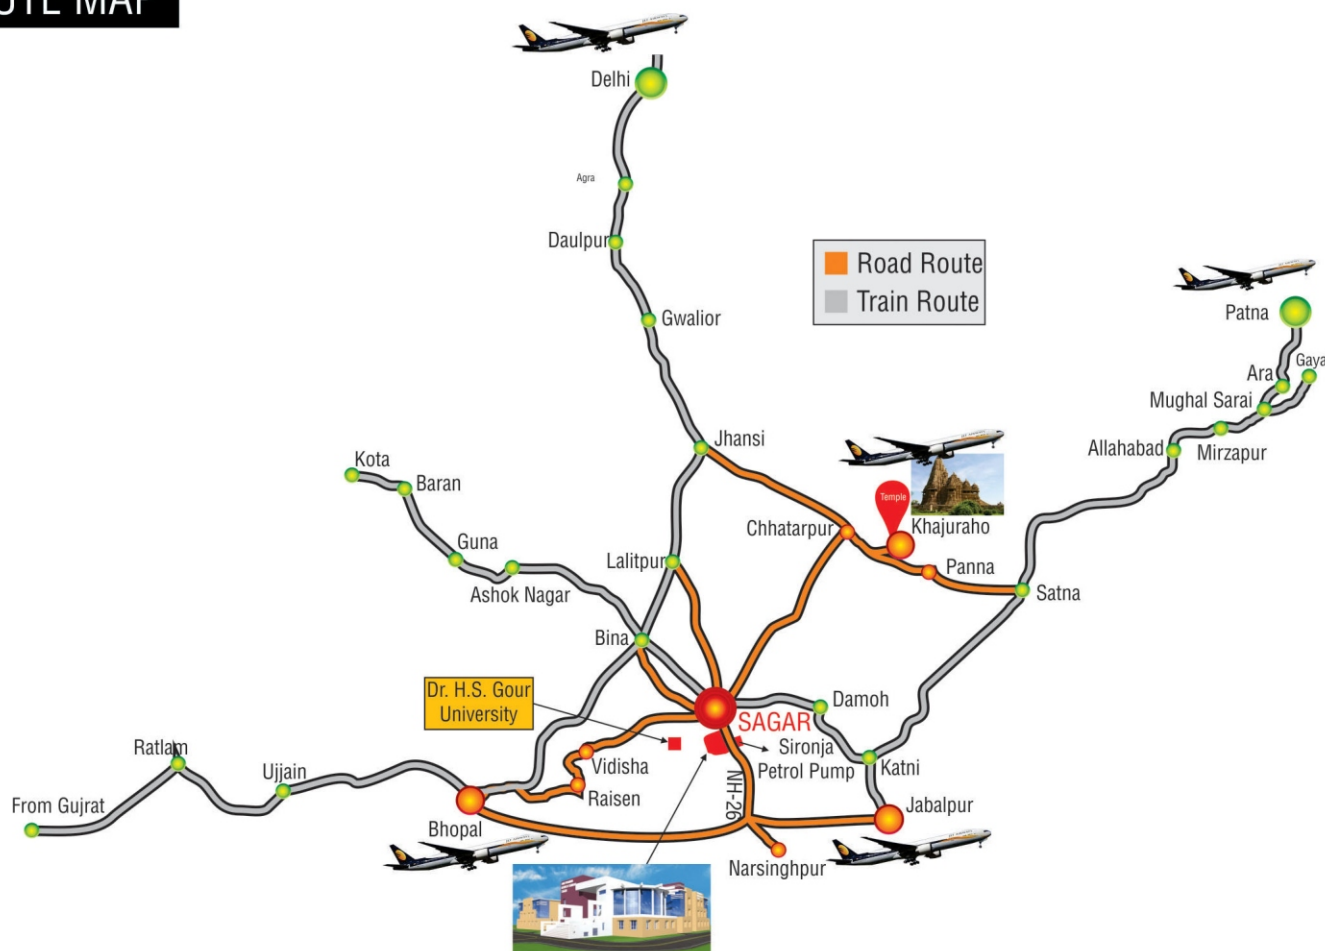 UTE MAP
Delhi
Agra
Daulpur
Gwalior
Road Route
Train Route
Patna
Gaya
Ara
Mughal Sarai
Allahabad
Mirzapur
Jhansi
Kota
Baran
Temple
Khajuraho
Chhatarpur
Guna
Lalitpur
Panna
Ashok Nagar
Satna
Bina
Dr. H.S. Gour
University
Damoh
SAGAR
Sironja
Petrol Pump
Ratlam
Vidisha
Katni
Ujjain
NH-26
Raisen
From Gujrat
Jabalpur
Bhopal
Narsinghpur